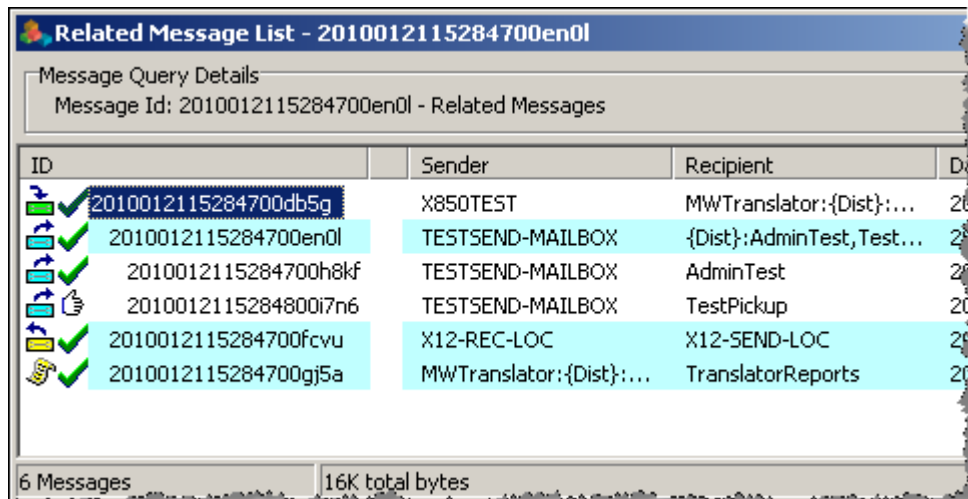 Related Message List - 2010012115284700en0l
Message Query Details
Message Id: 2010012115284700en0l - Related Messages
ID Sender Recipient
2010012115284700db5g X850TEST MWTranslator:{Dist}:...
2010012115284700en0l TESTSEND-MAILBOX {Dist}:AdminTest,Test...
2010012115284700h8kf TESTSEND-MAILBOX AdminTest
2010012115284800i7n6 TESTSEND-MAILBOX TestPickup
2010012115284700fcvu X12-REC-LOC X12-SEND-LOC
2010012115284700gj5a MWTranslator:{Dist}:... TranslatorReports
6 Messages 16K total bytes